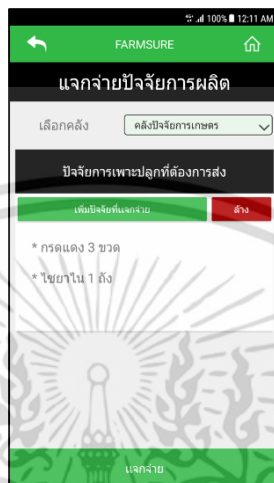 100% 12:11 AM
FARMSURE
แจกจ่ายปัจจัยการผลิต
เลือกคลัง คลังปัจจัยการเกษตร
ปัจจัยการเพาะปลูกที่ต้องการส่ง
เพิ่มปัจจัยที่แจกจ่าย ล้าง
* กรดแดง 3 ขวด
* ไซยาไน 1 ถัง
แจกจ่าย